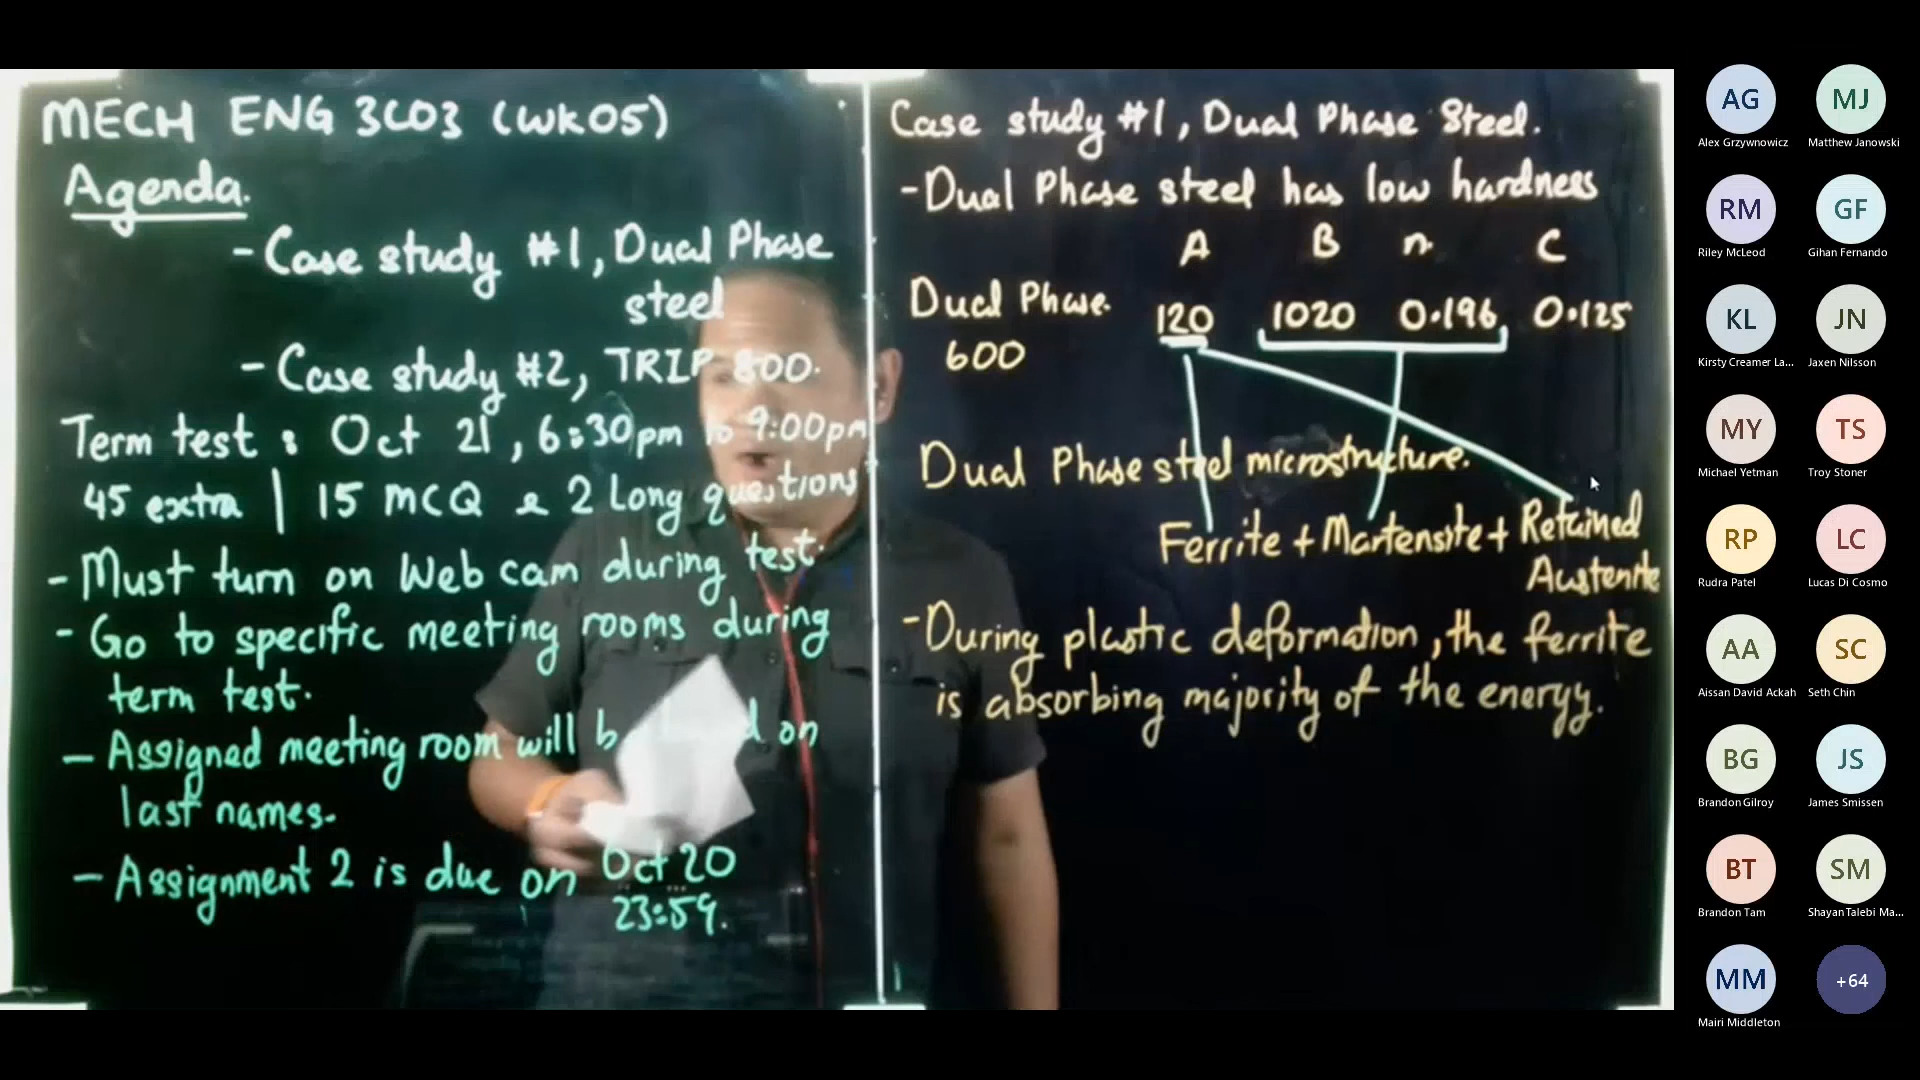 MECH ENG 3C03 (WK05)
Agenda.
- Case study #1, Dual Phase
steel
- Case study #2, TRIP 800.
Term test : Oct 21, 6:30pm to 9:00pm
45 extra | 15 MCQ & 2 Long questions
- Must turn on Web cam during test.
- Go to specific meeting rooms during
term test.
- Assigned meeting room will on
last names.
- Assignment 2 is due on Oct 20
23:59.
Case study #1, Dual Phase Steel.
- Dual Phase steel has low hardness
A B n C
Dual Phase 120 1020 0.196 0.125
600
Dual Phase steel microstructure.
Ferrite + Martensite + Retained
Austenite
- During plastic deformation, the ferrite
is absorbing majority of the energy.
AG MJ
Alex Grzywnowicz Matthew Janowski
RM GF
Riley McLeod Gihan Fernando
KL JN
Kirsty Creamer La... Jaxen Nilsson
MY TS
Michael Yetman Troy Stoner
RP LC
Rudra Patel Lucas Di Cosmo
AA SC
Aissan David Ackah Seth Chin
BG JS
Brandon Gilroy James Smissen
BT SM
Brandon Tam Shayan Talebi Ma...
MM +64
Mairi Middleton